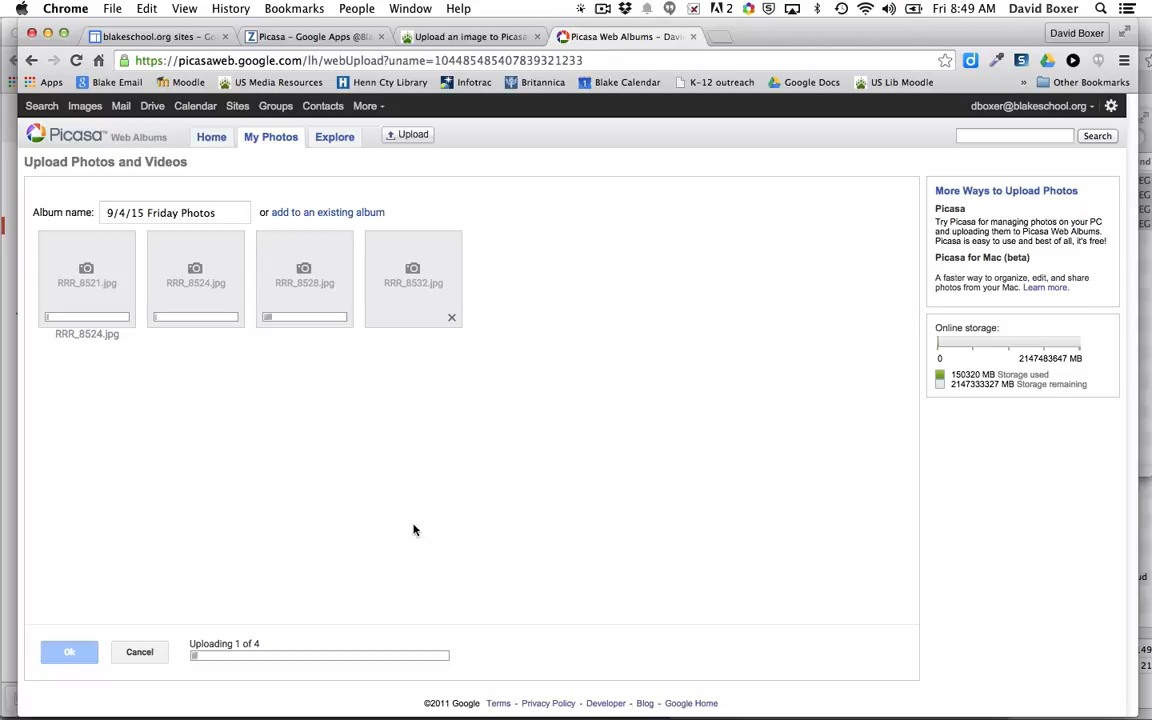 Chrome File Edit View History Bookmarks People Window Help 2 Fri 8:49 AM David Boxer
blakeschool.org sites – Go × Picasa – Google Apps @Bla × Upload an image to Picasa × Picasa Web Albums – Davi × David Boxer
https://picasaweb.google.com/lh/webUpload?uname=104485485407839321233
Apps Blake Email Moodle US Media Resources Henn Cty Library Infotrac Britannica Blake Calendar K-12 outreach Google Docs US Lib Moodle » Other Bookmarks
Search Images Mail Drive Calendar Sites Groups Contacts More dboxer@blakeschool.org
Picasa™ Web Albums Home My Photos Explore Upload Search
Upload Photos and Videos
Album name: 9/4/15 Friday Photos or add to an existing album
RRR_8521.jpg RRR_8524.jpg RRR_8528.jpg RRR_8532.jpg
RRR_8524.jpg
More Ways to Upload Photos
Picasa
Try Picasa for managing photos on your PC
and uploading them to Picasa Web Albums.
Picasa is easy to use and best of all, it's free!
Picasa for Mac (beta)
A faster way to organize, edit, and share
photos from your Mac. Learn more.
Online storage:
0 2147483647 MB
150320 MB Storage used
2147333327 MB Storage remaining
Uploading 1 of 4
Ok Cancel
©2011 Google Terms - Privacy Policy - Developer - Blog - Google Home